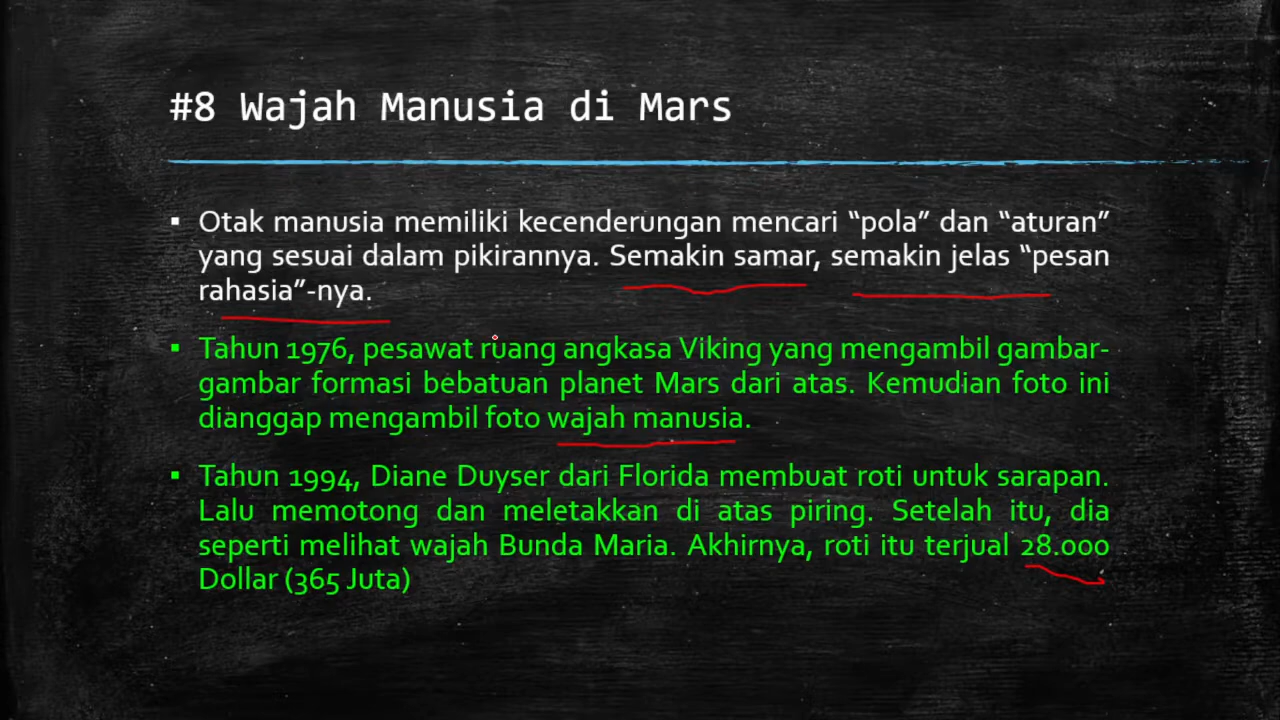 #8 Wajah Manusia di Mars
▪ Otak manusia memiliki kecenderungan mencari “pola” dan “aturan”
yang sesuai dalam pikirannya. Semakin samar, semakin jelas “pesan
rahasia”-nya.
▪ Tahun 1976, pesawat ruang angkasa Viking yang mengambil gambar-
gambar formasi bebatuan planet Mars dari atas. Kemudian foto ini
dianggap mengambil foto wajah manusia.
▪ Tahun 1994, Diane Duyser dari Florida membuat roti untuk sarapan.
Lalu memotong dan meletakkan di atas piring. Setelah itu, dia
seperti melihat wajah Bunda Maria. Akhirnya, roti itu terjual 28.000
Dollar (365 Juta)